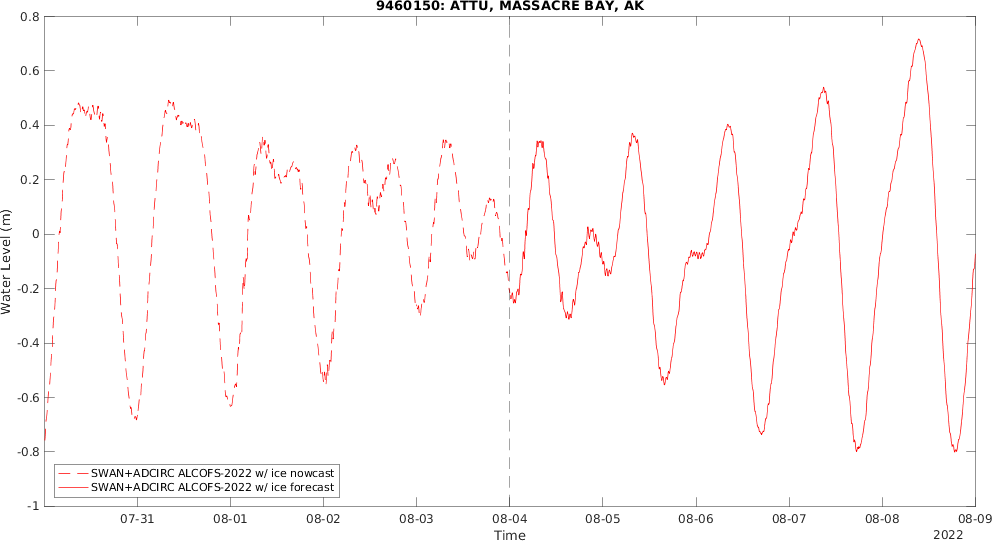 9460150: ATTU, MASSACRE BAY, AK
0.8
0.6
0.4
0.2
0
-0.2
-0.4
-0.6
-0.8
-1
Water Level (m)
SWAN+ADCIRC ALCOFS-2022 w/ ice nowcast
SWAN+ADCIRC ALCOFS-2022 w/ ice forecast
07-31 08-01 08-02 08-03 08-04 08-05 08-06 08-07 08-08 08-09
Time
2022